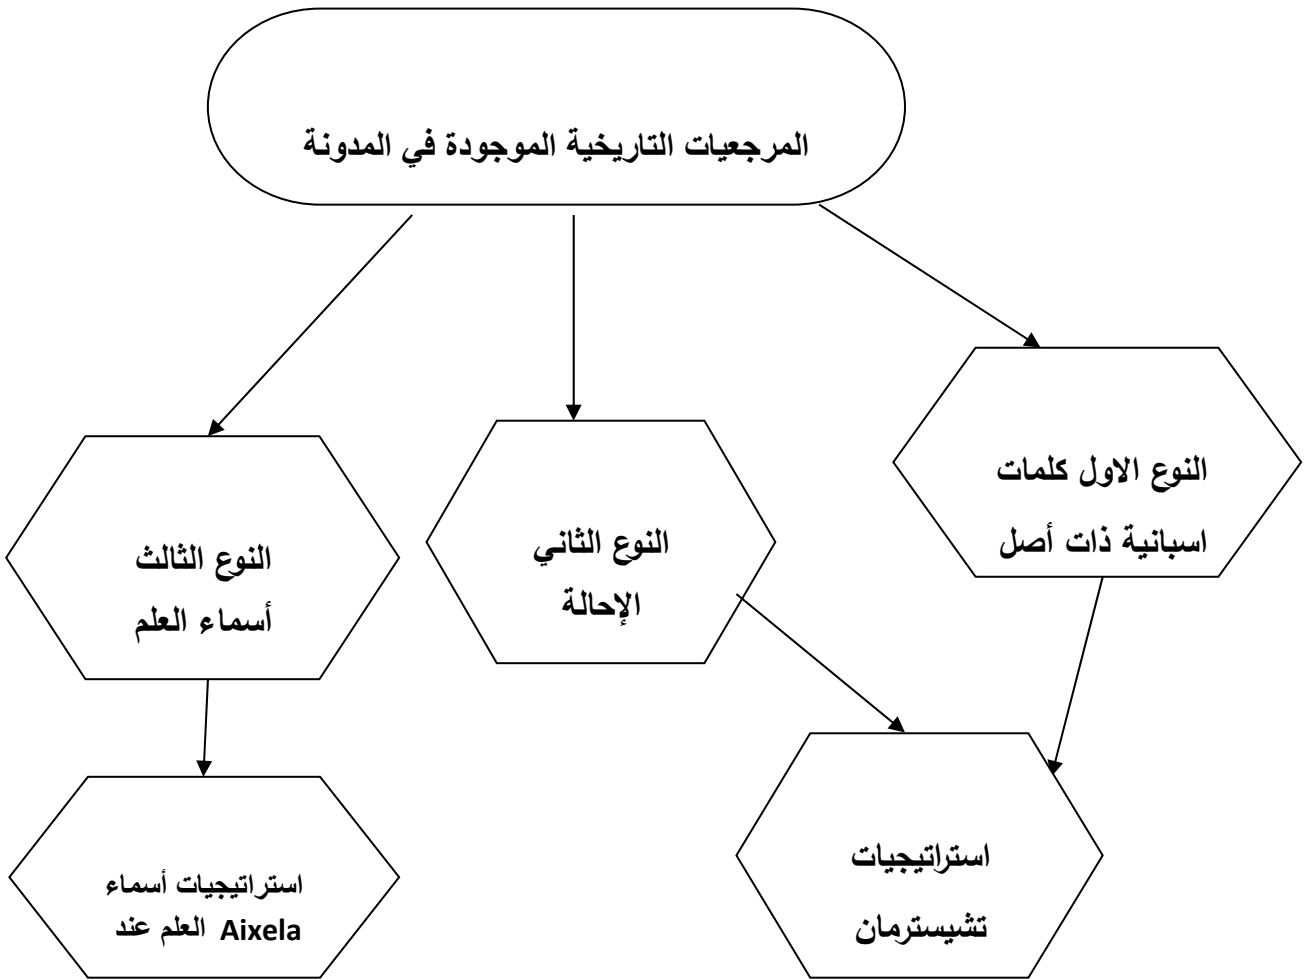 المرجعيات التاريخية الموجودة في المدونة
النوع الاول كلمات
اسبانية ذات أصل
النوع الثاني
الإحالة
النوع الثالث
أسماء العلم
استراتيجيات
تشيسترمان
استراتيجيات أسماء
العلم عند Aixela